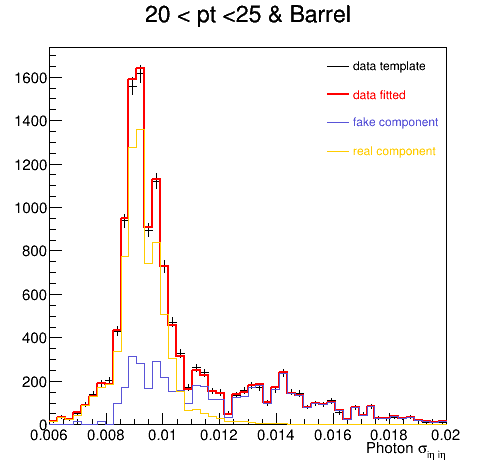 20 < pt <25 & Barrel
data template
data fitted
fake component
real component
1600
1400
1200
1000
800
600
400
200
0
0.006 0.008 0.01 0.012 0.014 0.016 0.018 0.02
Photon σiη iη